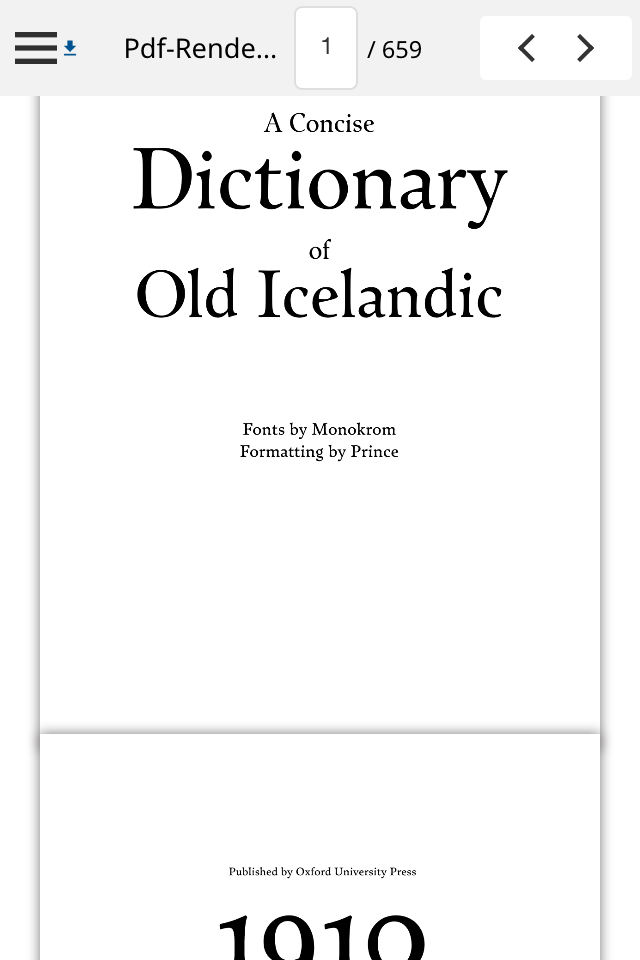 Pdf-Rende... 1 / 659
A Concise
Dictionary
of
Old Icelandic
Fonts by Monokrom
Formatting by Prince
Published by Oxford University Press
1910